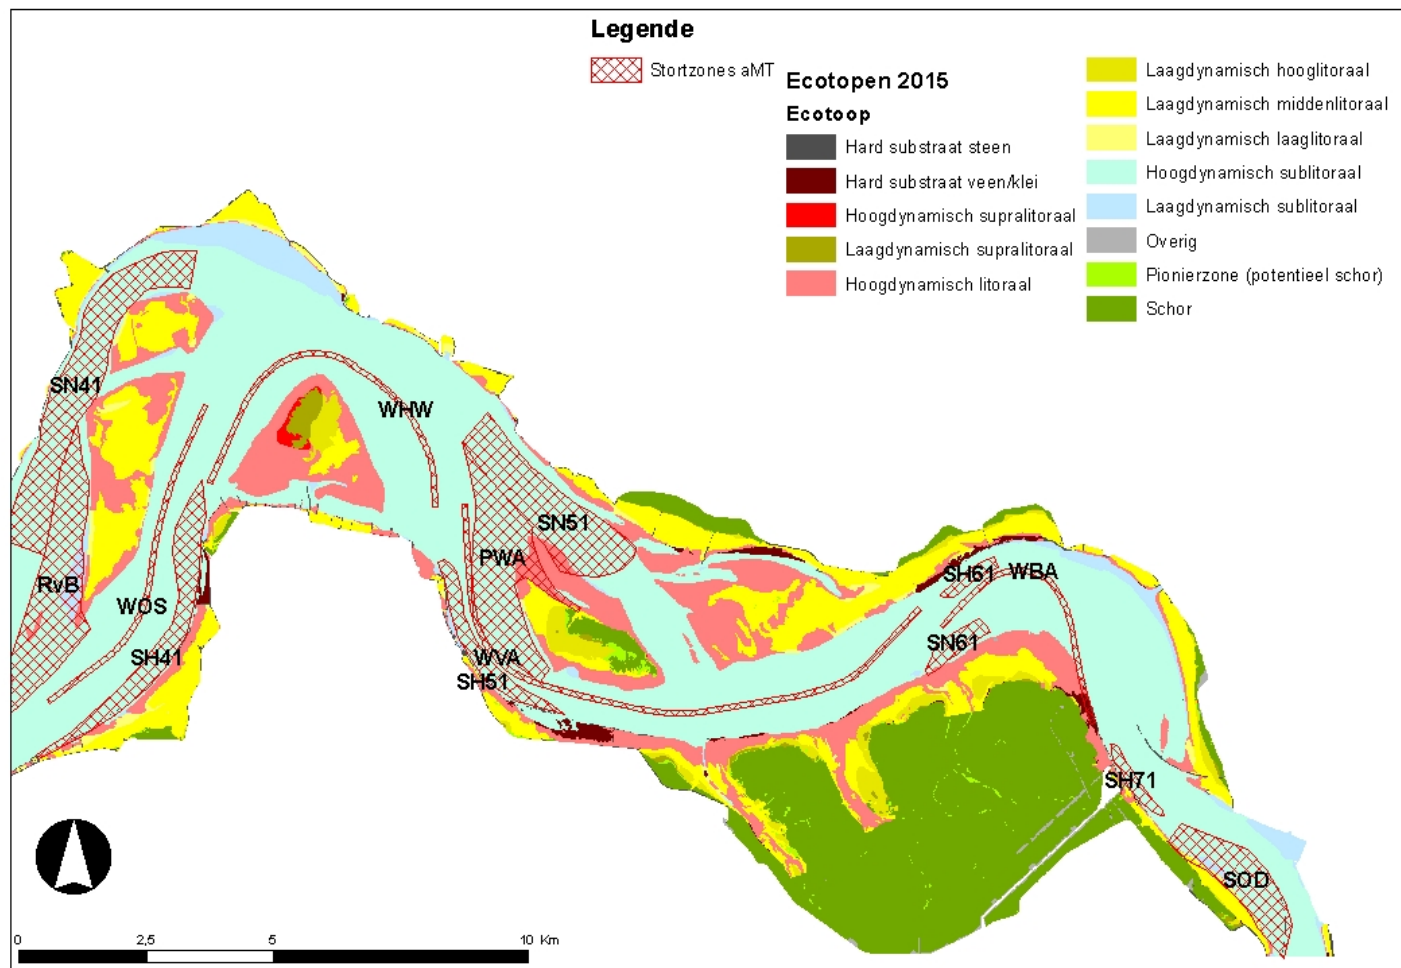 Legende
Stortzones aMT
Ecotopen 2015
Ecotoop
Hard substraat steen
Hard substraat veen/klei
Hoogdynamisch supralitoraal
Laagdynamisch supralitoraal
Hoogdynamisch litoraal
Laagdynamisch hooglitoraal
Laagdynamisch middenlitoraal
Laagdynamisch laaglitoraal
Hoogdynamisch sublitoraal
Laagdynamisch sublitoraal
Overig
Pionierzone (potentieel schor)
Schor
SN41
WHW
SN51
PWA
RvB
WOS
SH41
WVA
SH51
SH61
WBA
SN61
SH71
SOD
0 2,5 5 10 Km